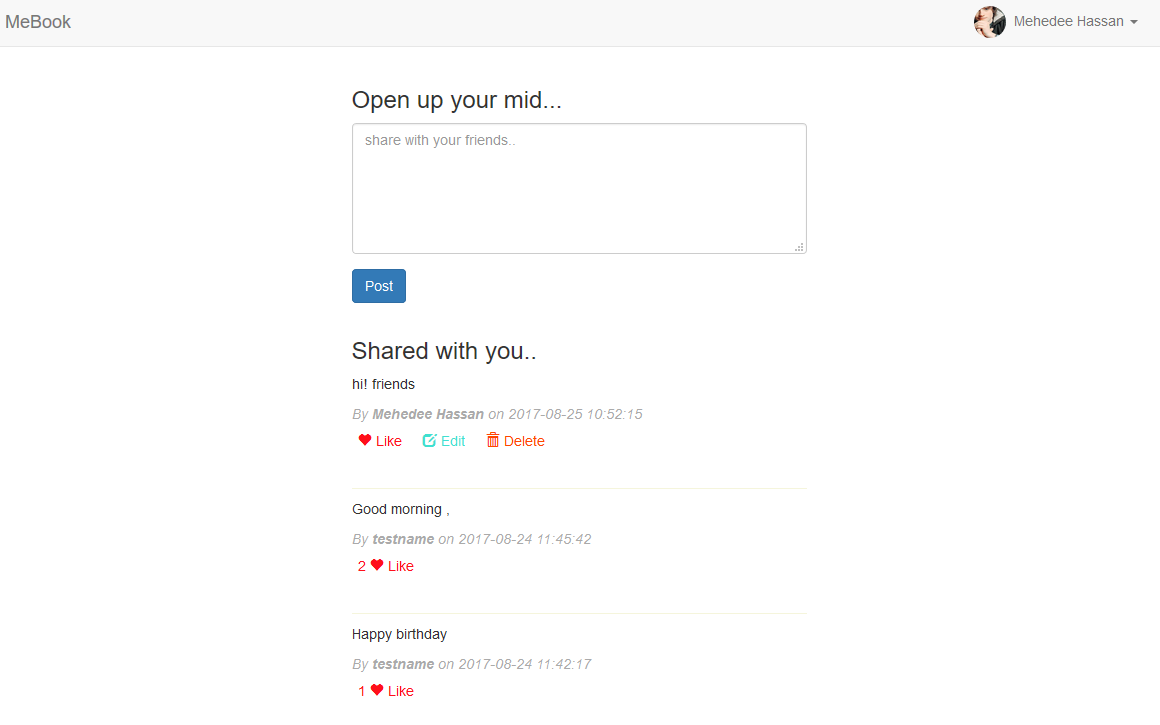 MeBook
Mehedee Hassan
Open up your mid...
share with your friends..
Post
Shared with you..
hi! friends
By Mehedee Hassan on 2017-08-25 10:52:15
Like Edit Delete
Good morning ,
By testname on 2017-08-24 11:45:42
2 Like
Happy birthday
By testname on 2017-08-24 11:42:17
1 Like